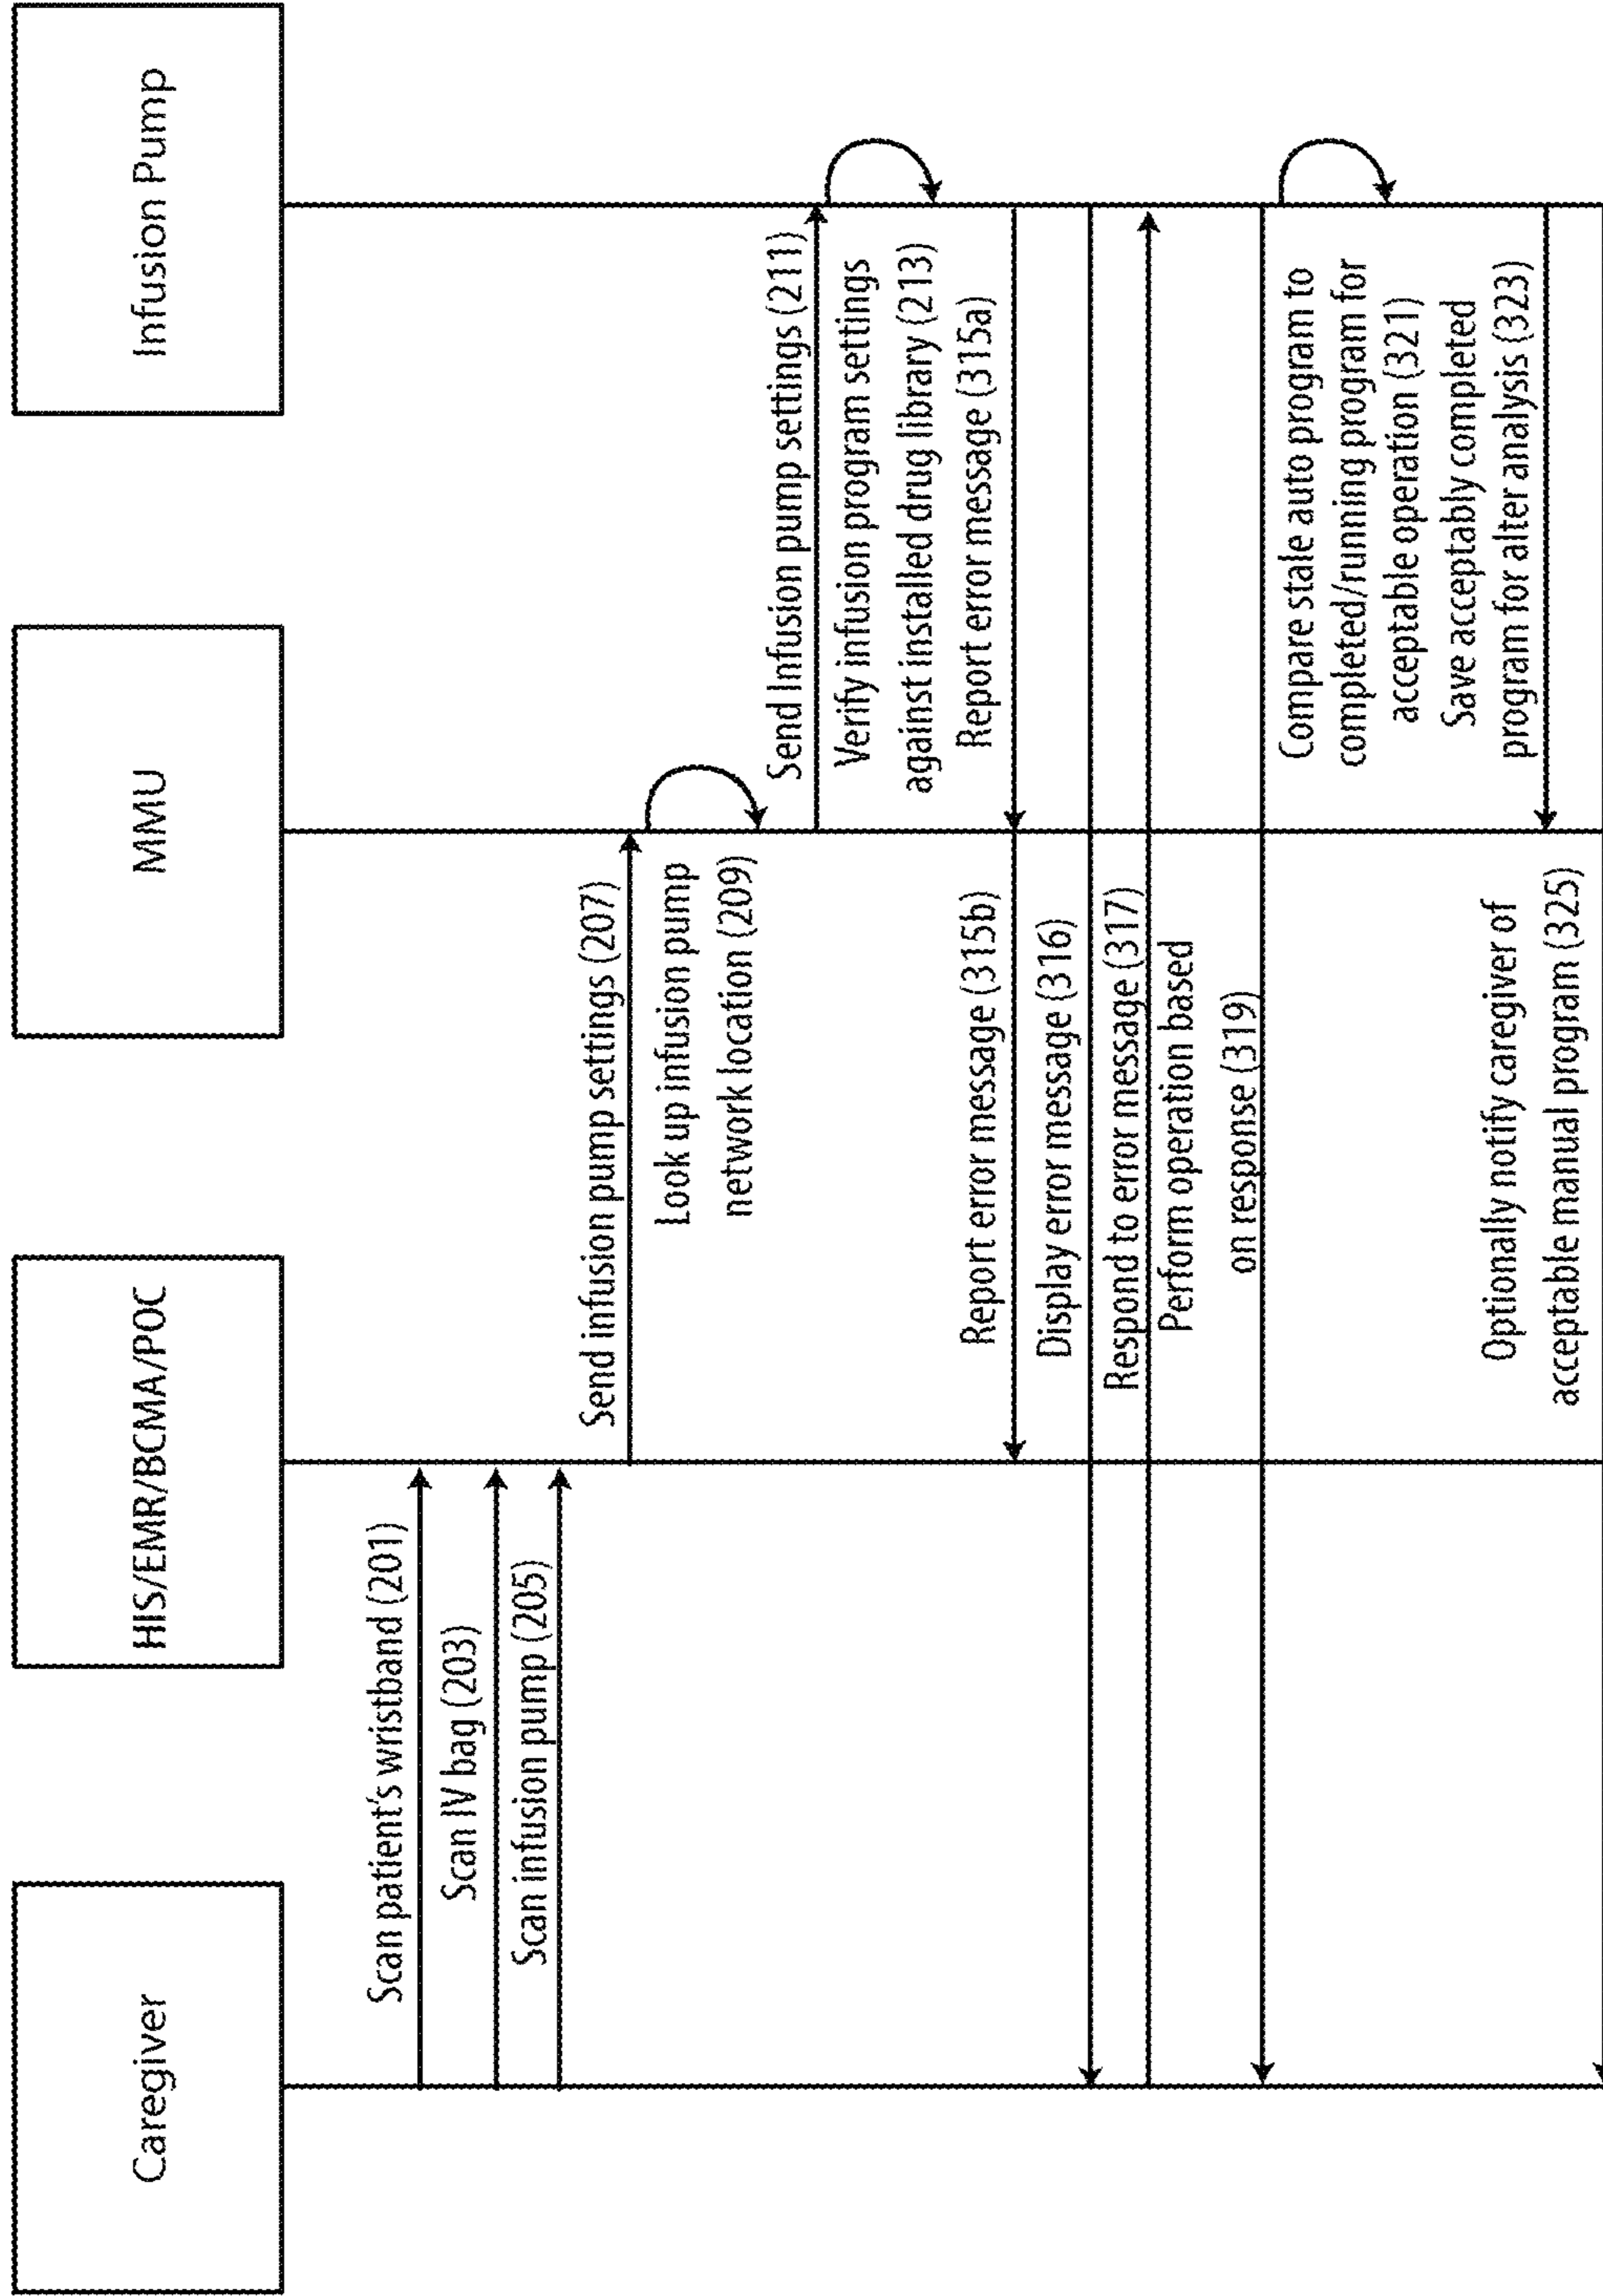 Caregiver
HIS/EMR/BCMA/POC
MMU
Infusion Pump
Scan patient's wristband (201)
Scan IV bag (203)
Scan infusion pump (205)
Send infusion pump settings (207)
Look up infusion pump
network location (209)
Send Infusion pump settings (211)
Verify infusion program settings
against installed drug library (213)
Report error message (315a)
Report error message (315b)
Display error message (316)
Respond to error message (317)
Perform operation based
on response (319)
Compare stale auto program to
completed/running program for
acceptable operation (321)
Save acceptably completed
program for alter analysis (323)
Optionally notify caregiver of
acceptable manual program (325)